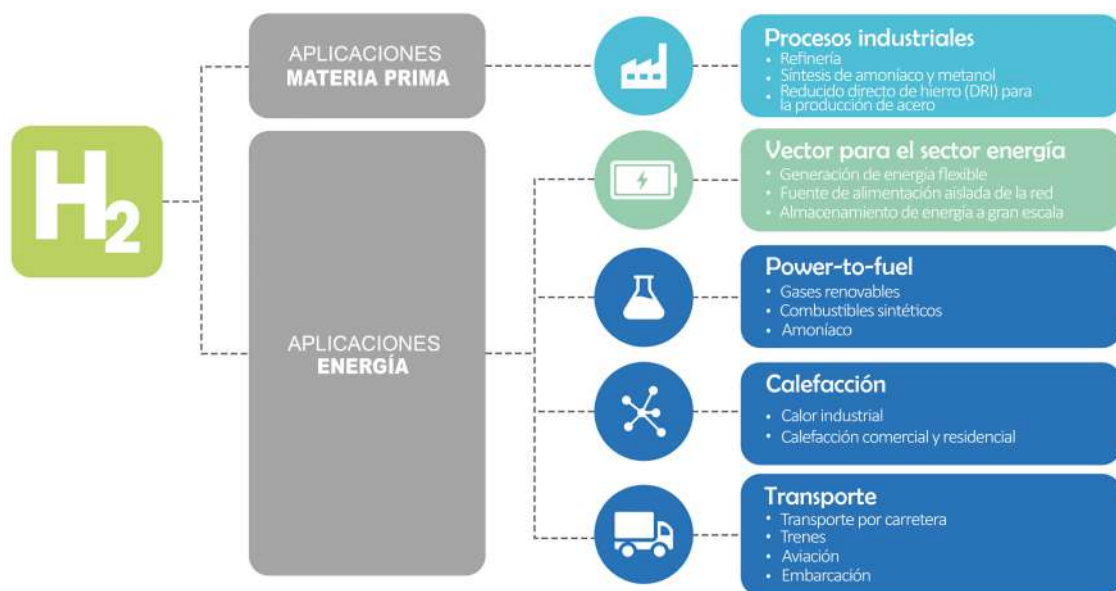 H2
APLICACIONES
MATERIA PRIMA
Procesos industriales
• Refinería
• Síntesis de amoníaco y metanol
• Reducido directo de hierro (DRI) para
la producción de acero
APLICACIONES
ENERGÍA
Vector para el sector energía
• Generación de energía flexible
• Fuente de alimentación aislada de la red
• Almacenamiento de energía a gran escala
Power-to-fuel
• Gases renovables
• Combustibles sintéticos
• Amoníaco
Calefacción
• Calor industrial
• Calefacción comercial y residencial
Transporte
• Transporte por carretera
• Trenes
• Aviación
• Embarcación